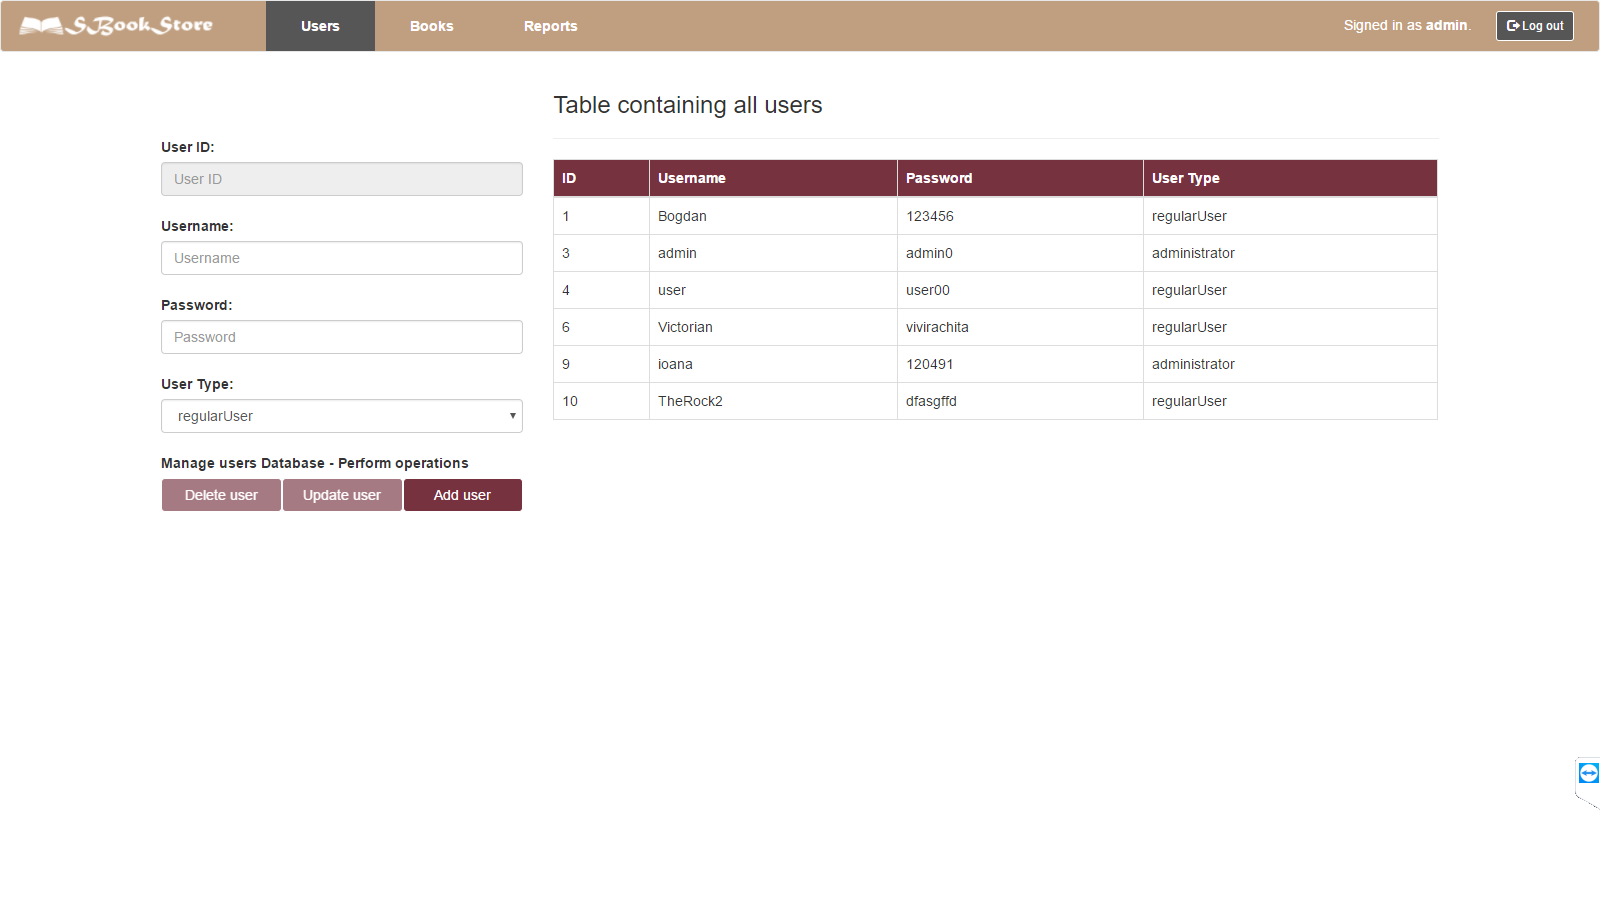 SBookStore Users Books Reports Signed in as admin. Log out
Table containing all users
User ID:
User ID
Username:
Username
Password:
Password
User Type:
regularUser
Manage users Database - Perform operations
Delete user Update user Add user
ID Username Password User Type
1 Bogdan 123456 regularUser
3 admin admin0 administrator
4 user user00 regularUser
6 Victorian vivirachita regularUser
9 ioana 120491 administrator
10 TheRock2 dfasgffd regularUser